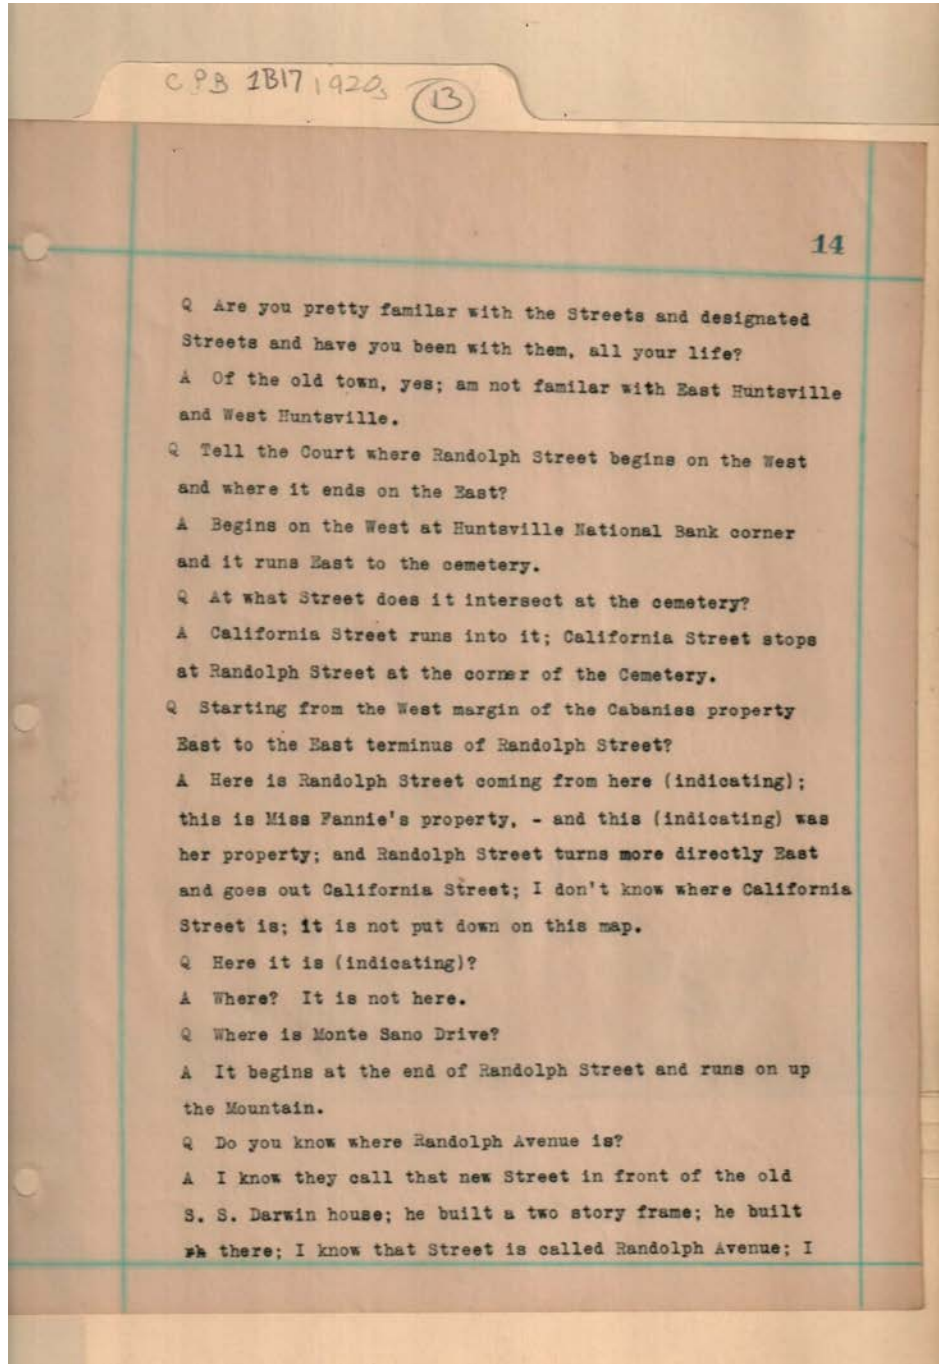 CPB 1B17 1920s 13
14
Q Are you pretty familar with the Streets and designated
Streets and have you been with them, all your life?
A Of the old town, yes; am not familar with East Huntsville
and West Huntsville.
Q Tell the Court where Randolph Street begins on the West
and where it ends on the East?
A Begins on the West at Huntsville National Bank corner
and it runs East to the cemetery.
Q At what Street does it intersect at the cemetery?
A California Street runs into it; California Street stops
at Randolph Street at the corner of the Cemetery.
Q Starting from the West margin of the Cabaniss property
East to the East terminus of Randolph Street?
A Here is Randolph Street coming from here (indicating);
this is Miss Fannie's property, - and this (indicating) was
her property; and Randolph Street turns more directly East
and goes out California Street; I don't know where California
Street is; it is not put down on this map.
Q Here it is (indicating)?
A Where? It is not here.
Q Where is Monte Sano Drive?
A It begins at the end of Randolph Street and runs on up
the Mountain.
Q Do you know where Randolph Avenue is?
A I know they call that new Street in front of the old
S. S. Darwin house; he built a two story frame; he built
there; I know that Street is called Randolph Avenue; I